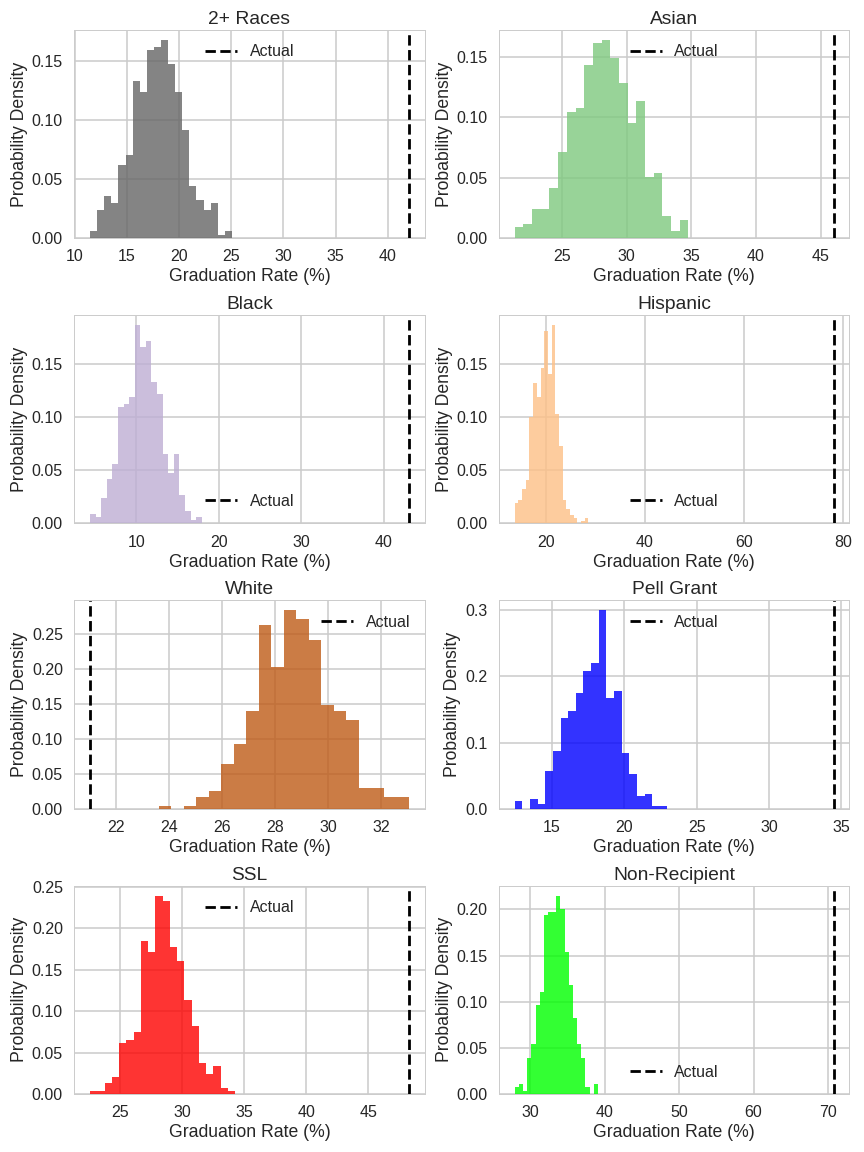 2+ Races
Probability Density
0.15
0.10
0.05
0.00
Actual
10 15 20 25 30 35 40
Graduation Rate (%)
Asian
Probability Density
0.15
0.10
0.05
0.00
Actual
25 30 35 40 45
Graduation Rate (%)
Black
Probability Density
0.15
0.10
0.05
0.00
Actual
10 20 30 40
Graduation Rate (%)
Hispanic
Probability Density
0.15
0.10
0.05
0.00
Actual
20 40 60 80
Graduation Rate (%)
White
Probability Density
0.25
0.20
0.15
0.10
0.05
0.00
Actual
22 24 26 28 30 32
Graduation Rate (%)
Pell Grant
Probability Density
0.3
0.2
0.1
0.0
Actual
15 20 25 30 35
Graduation Rate (%)
SSL
Probability Density
0.25
0.20
0.15
0.10
0.05
0.00
Actual
25 30 35 40 45
Graduation Rate (%)
Non-Recipient
Probability Density
0.20
0.15
0.10
0.05
0.00
Actual
30 40 50 60 70
Graduation Rate (%)